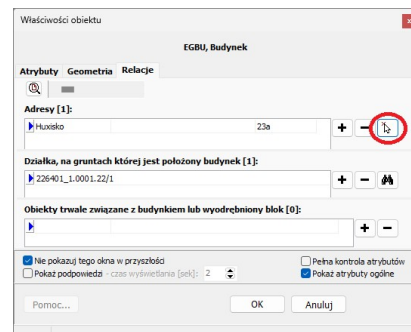 Właściwości obiektu
x
EGBU, Budynek
Atrybuty Geometria Relacje
Adresy [1]:
Huxisko 23a
Działka, na gruntach której jest położony budynek [1]:
226401_1.0001.22/1
Obiekty trwale związane z budynkiem lub wyodrębniony blok [0]:
Nie pokazuj tego okna w przyszłości Pełna kontrola atrybutów
Pokaż podpowiedzi - czas wyświetlania [sek]: 2 Pokaż atrybuty ogólne
Pomoc... OK Anuluj